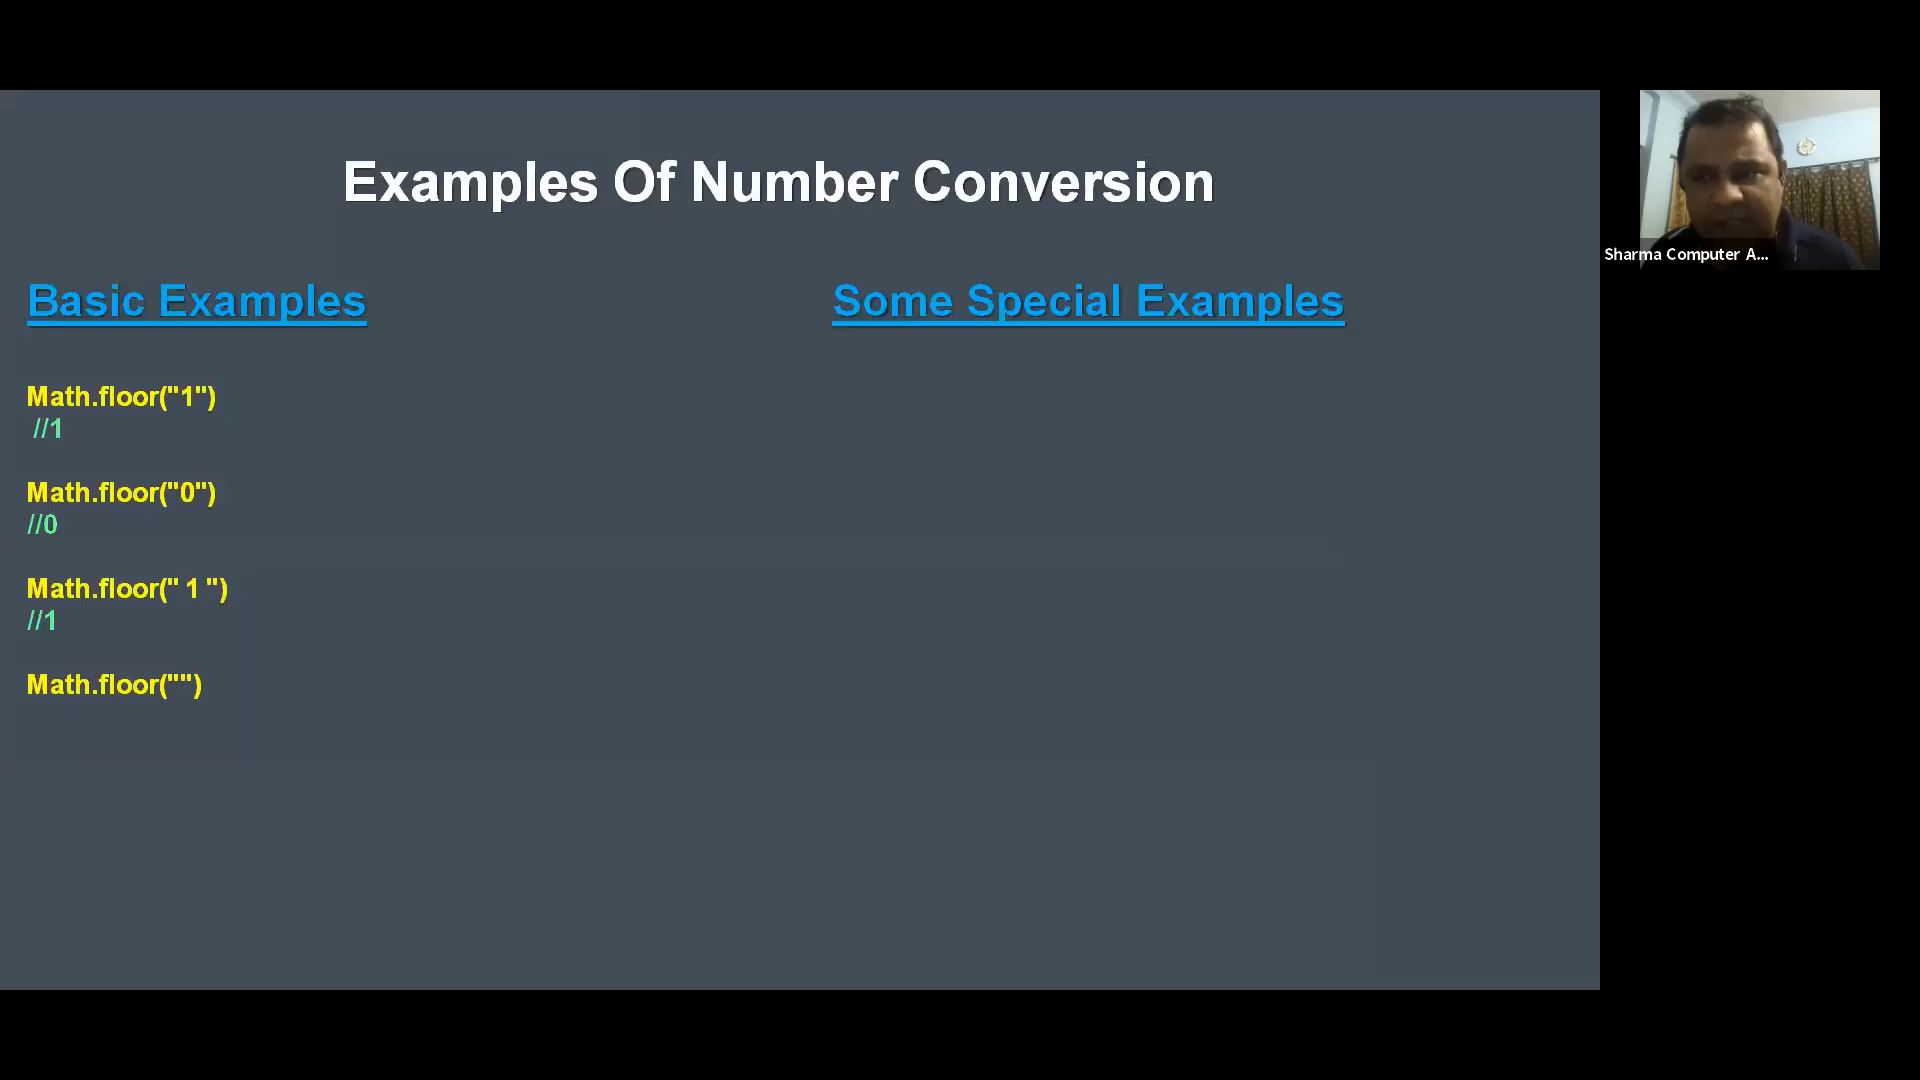 Examples Of Number Conversion
Basic Examples
Math.floor("1")
//1
Math.floor("0")
//0
Math.floor(" 1 ")
//1
Math.floor("")
Some Special Examples
Sharma Computer A...